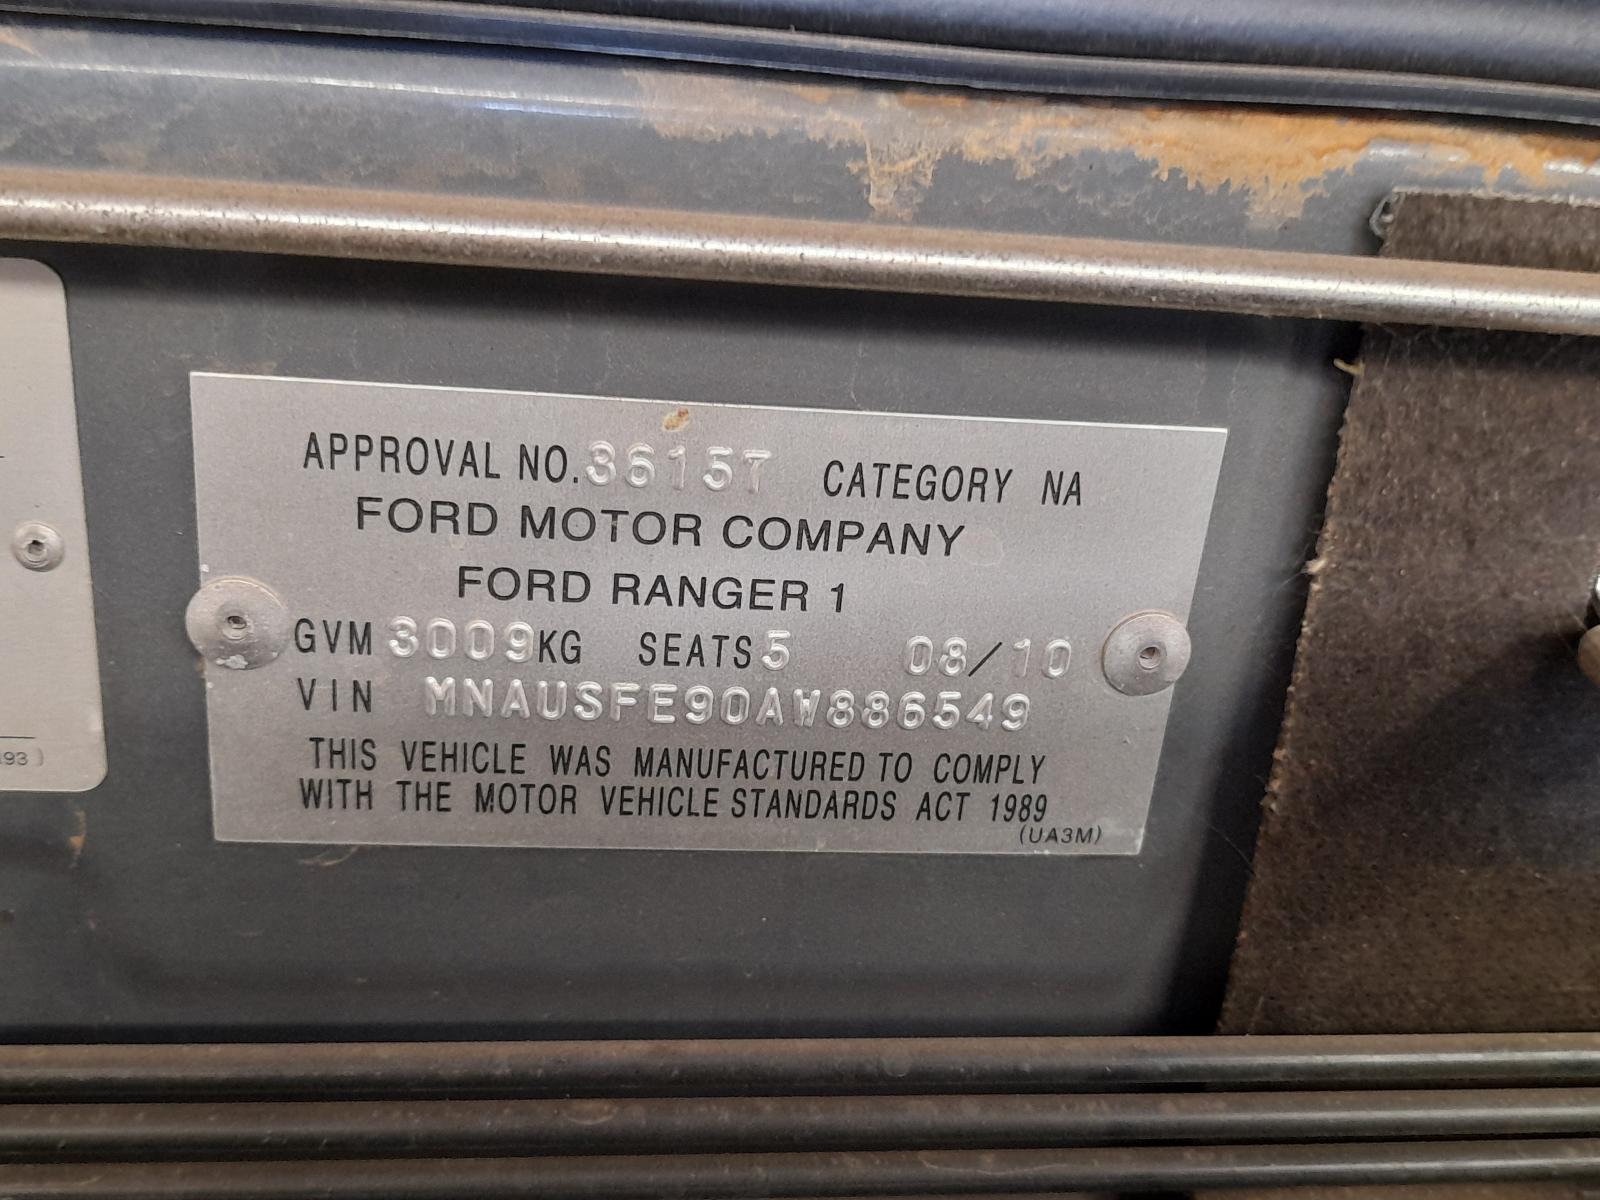 APPROVAL NO. 36157 CATEGORY NA
FORD MOTOR COMPANY
FORD RANGER 1
GVM 3009KG SEATS 5 08/10
VIN MNAUSFE90AW886549
THIS VEHICLE WAS MANUFACTURED TO COMPLY
WITH THE MOTOR VEHICLE STANDARDS ACT 1989
(UA3M)
93)